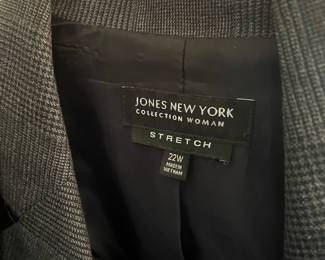 JONES NEW YORK
COLLECTION WOMAN
STRETCH
22W
MADE IN
VIETNAM